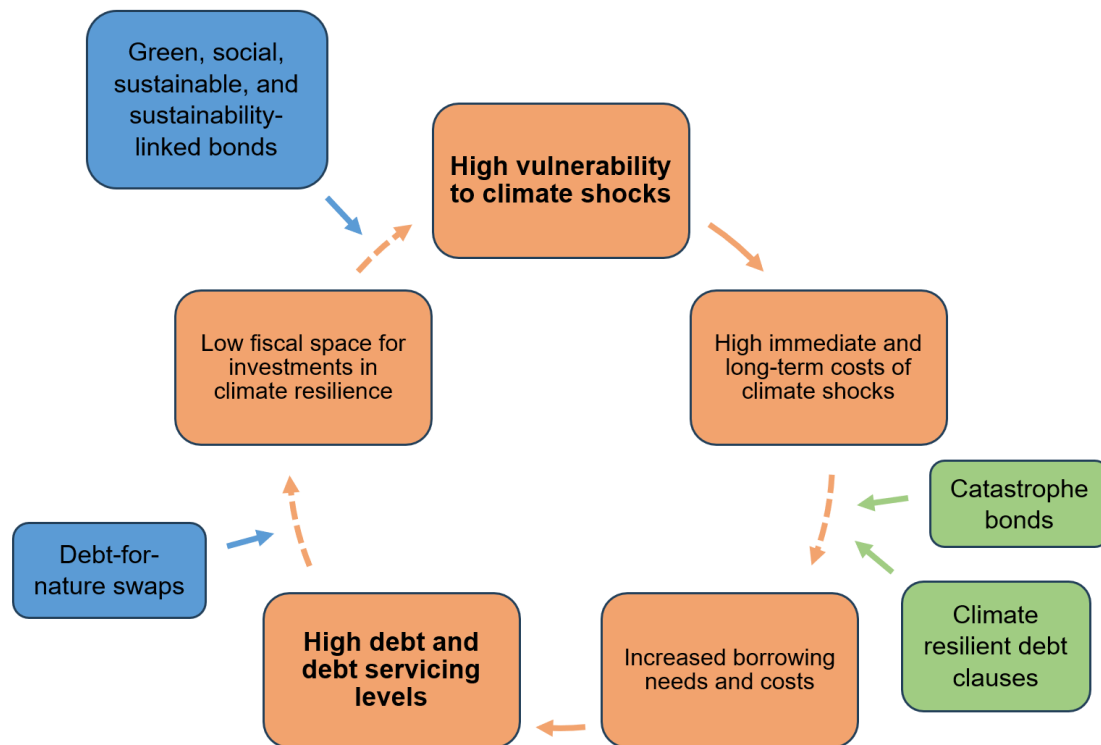 Green, social,
sustainable, and
sustainability-
linked bonds
High vulnerability
to climate shocks
Low fiscal space for
investments in
climate resilience
High immediate and
long-term costs of
climate shocks
Catastrophe
bonds
Debt-for-
nature swaps
Climate
resilient debt
clauses
High debt and
debt servicing
levels
Increased borrowing
needs and costs